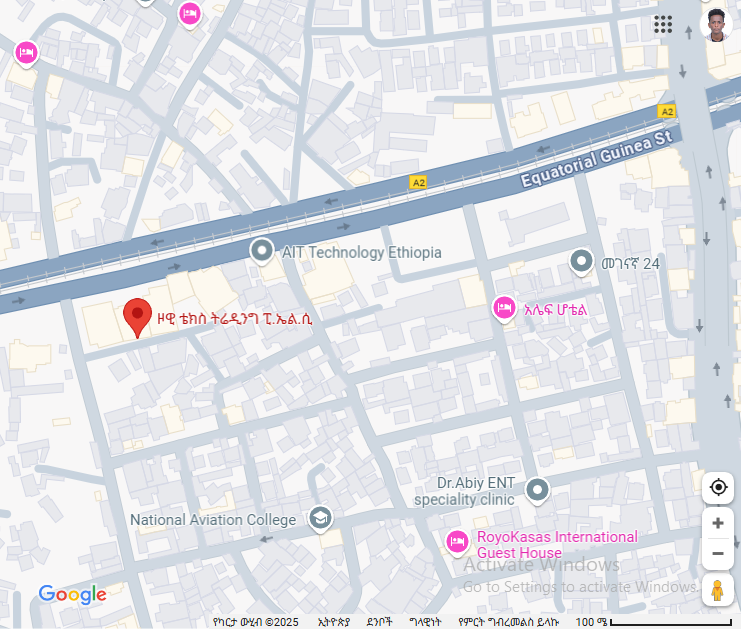 A2
Equatorial Guinea St
A2
AIT Technology Ethiopia
መገናኛ 24
አሌፍ ሆቴል
ዞዊ ቴክስ ትሬዲንግ ፒ.ኤል.ሲ
Dr.Abiy ENT
speciality clinic
National Aviation College
RoyoKasas International
Guest House
Activate Windows
Go to Settings to activate Windows.
Google
የካርታ ውሂብ ©2025 ኢትዮጵያ ደንቦች ግላዊነት የምርት ግብረመልስ ይላኩ 100 ሜ